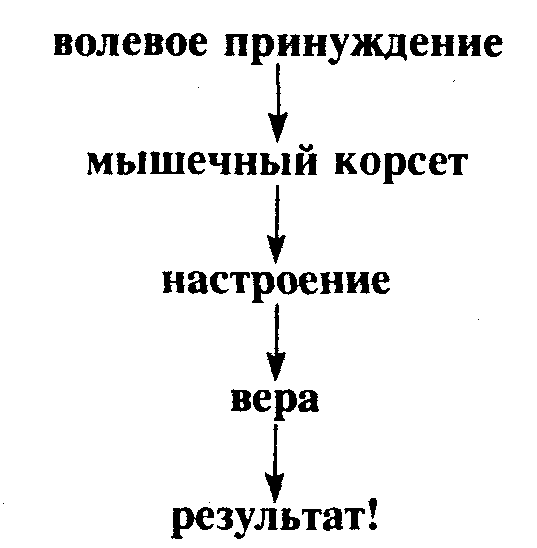 волевое принуждение
мышечный корсет
настроение
вера
результат!